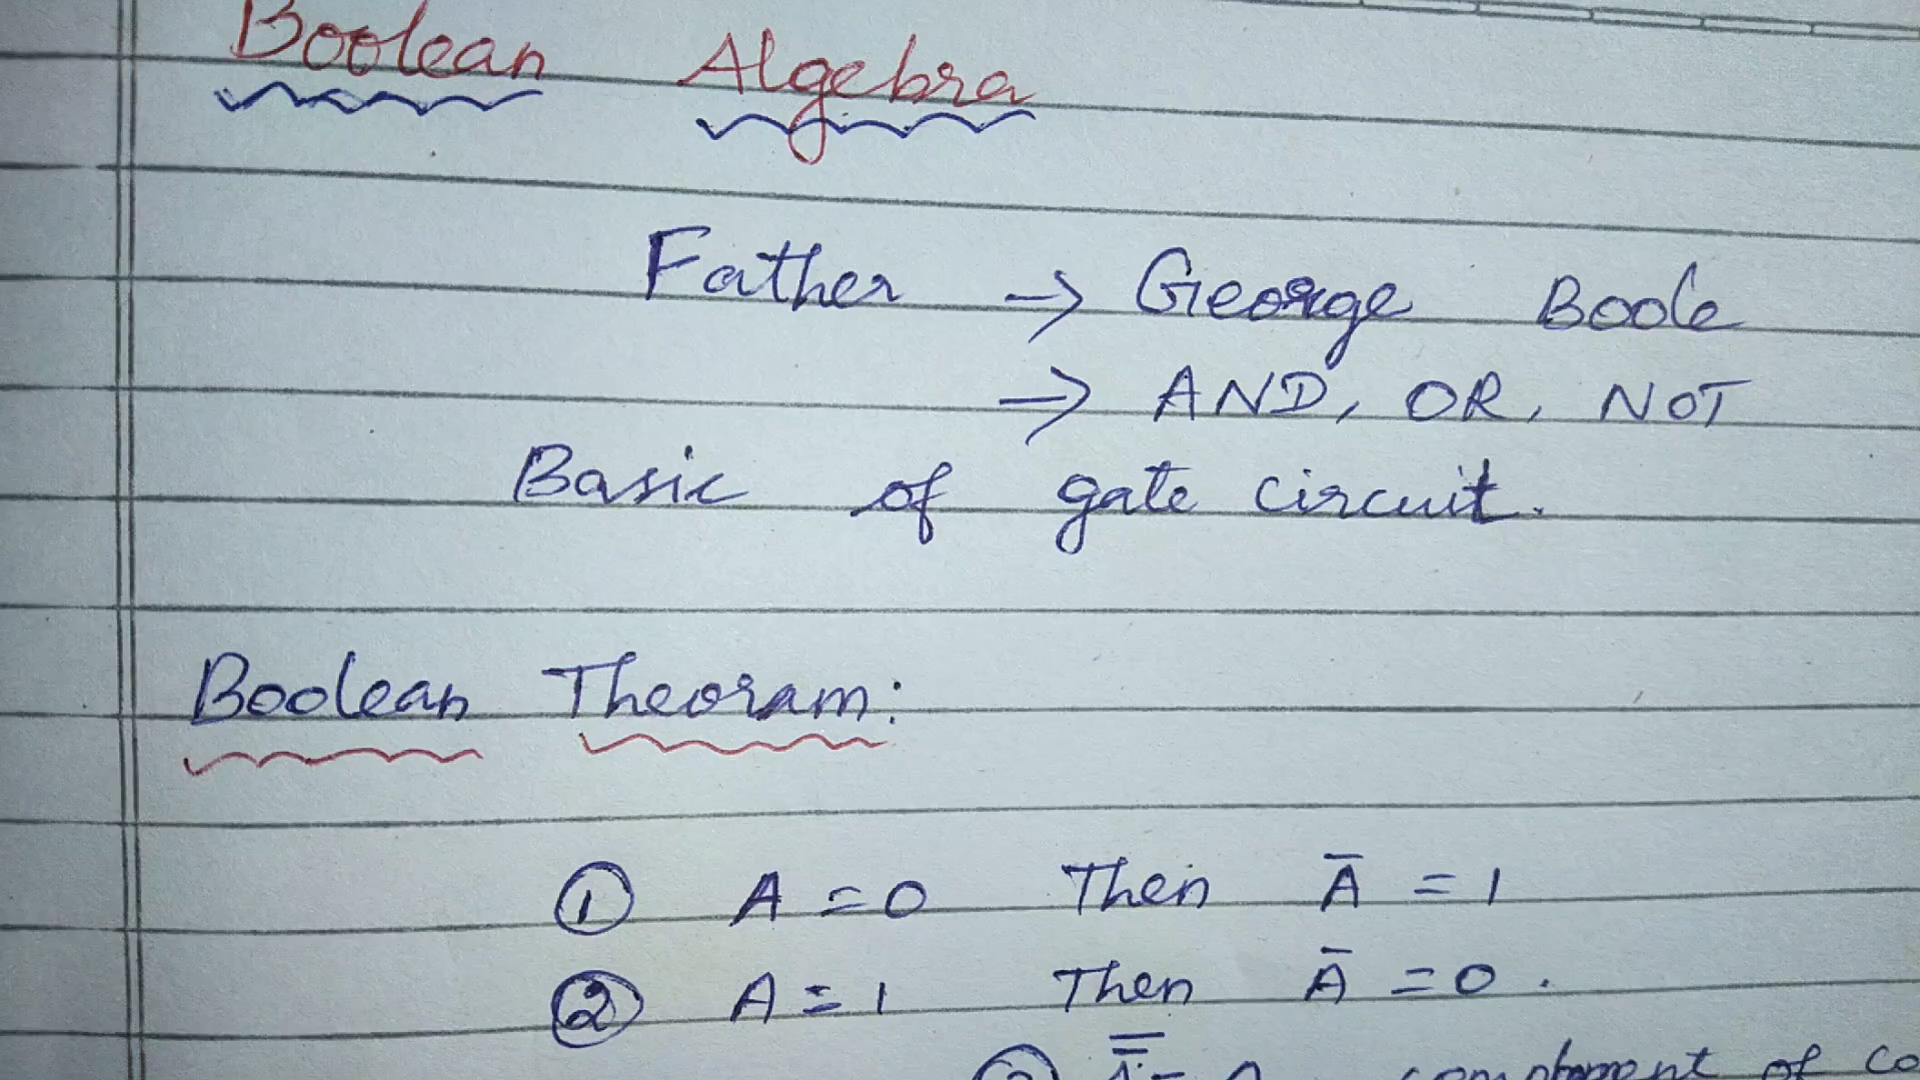 Boolean Algebra
Father → George Boole
→ AND, OR, NOT
Basic of gate circuit.
Boolean Theoram:
① A = 0 Then Ā = 1
② A = 1 Then Ā = 0.
of